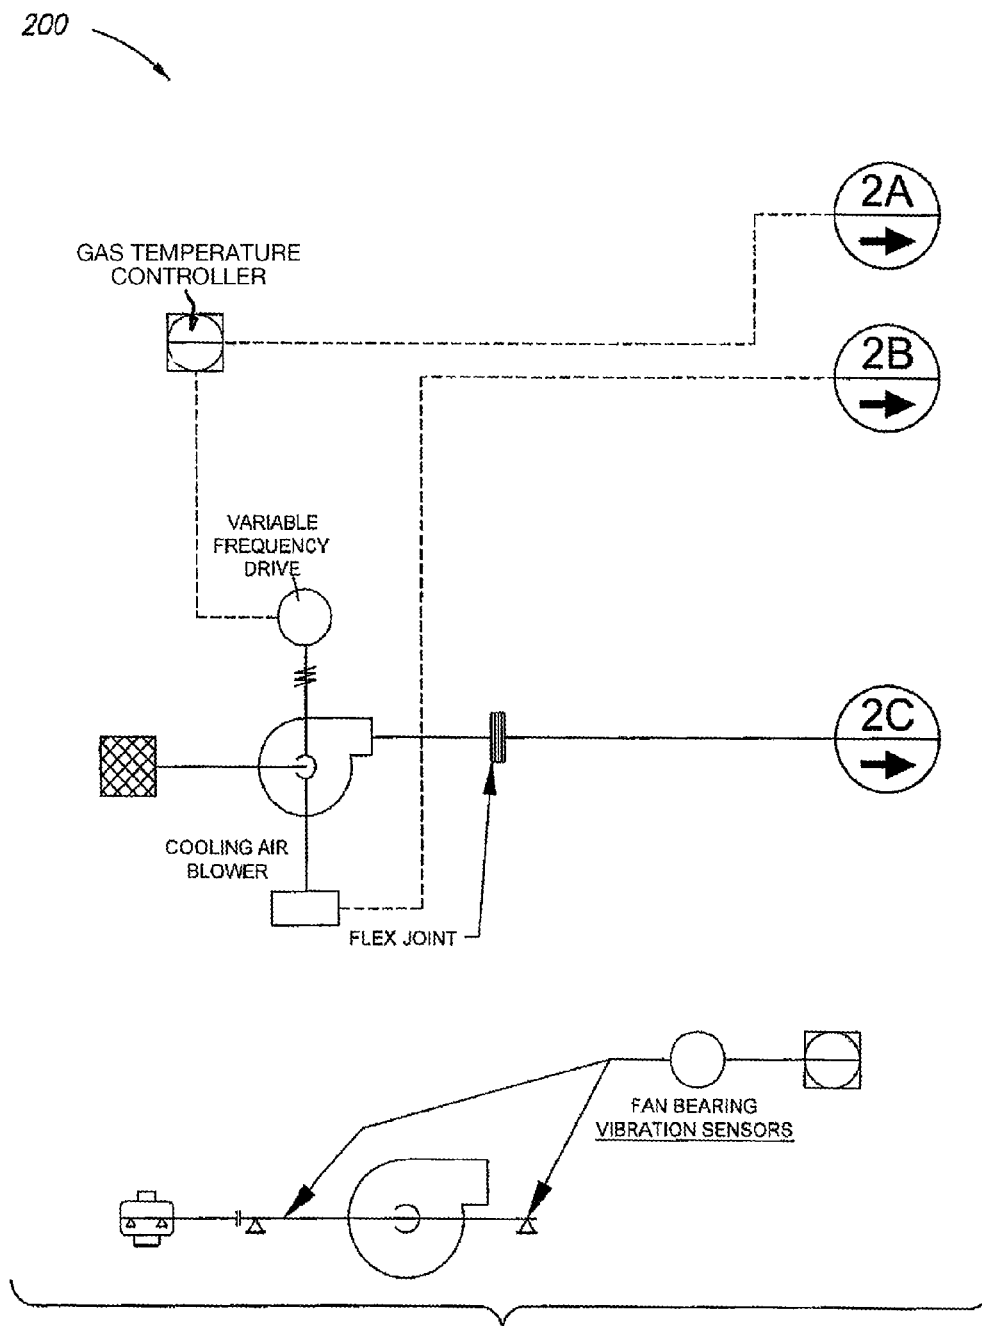 200
2A
GAS TEMPERATURE
CONTROLLER
2B
VARIABLE
FREQUENCY
DRIVE
2C
COOLING AIR
BLOWER
FLEX JOINT
FAN BEARING
VIBRATION SENSORS